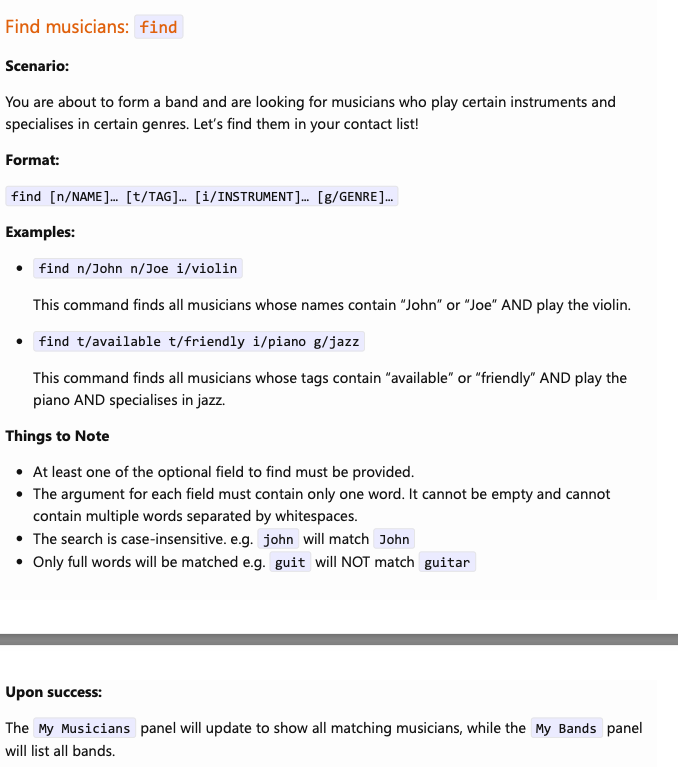 Find musicians: find
Scenario:
You are about to form a band and are looking for musicians who play certain instruments and
specialises in certain genres. Let’s find them in your contact list!
Format:
find [n/NAME]… [t/TAG]… [i/INSTRUMENT]… [g/GENRE]…
Examples:
• find n/John n/Joe i/violin
This command finds all musicians whose names contain “John” or “Joe” AND play the violin.
• find t/available t/friendly i/piano g/jazz
This command finds all musicians whose tags contain “available” or “friendly” AND play the
piano AND specialises in jazz.
Things to Note
• At least one of the optional field to find must be provided.
• The argument for each field must contain only one word. It cannot be empty and cannot
contain multiple words separated by whitespaces.
• The search is case-insensitive. e.g. john will match John
• Only full words will be matched e.g. guit will NOT match guitar
Upon success:
The My Musicians panel will update to show all matching musicians, while the My Bands panel
will list all bands.